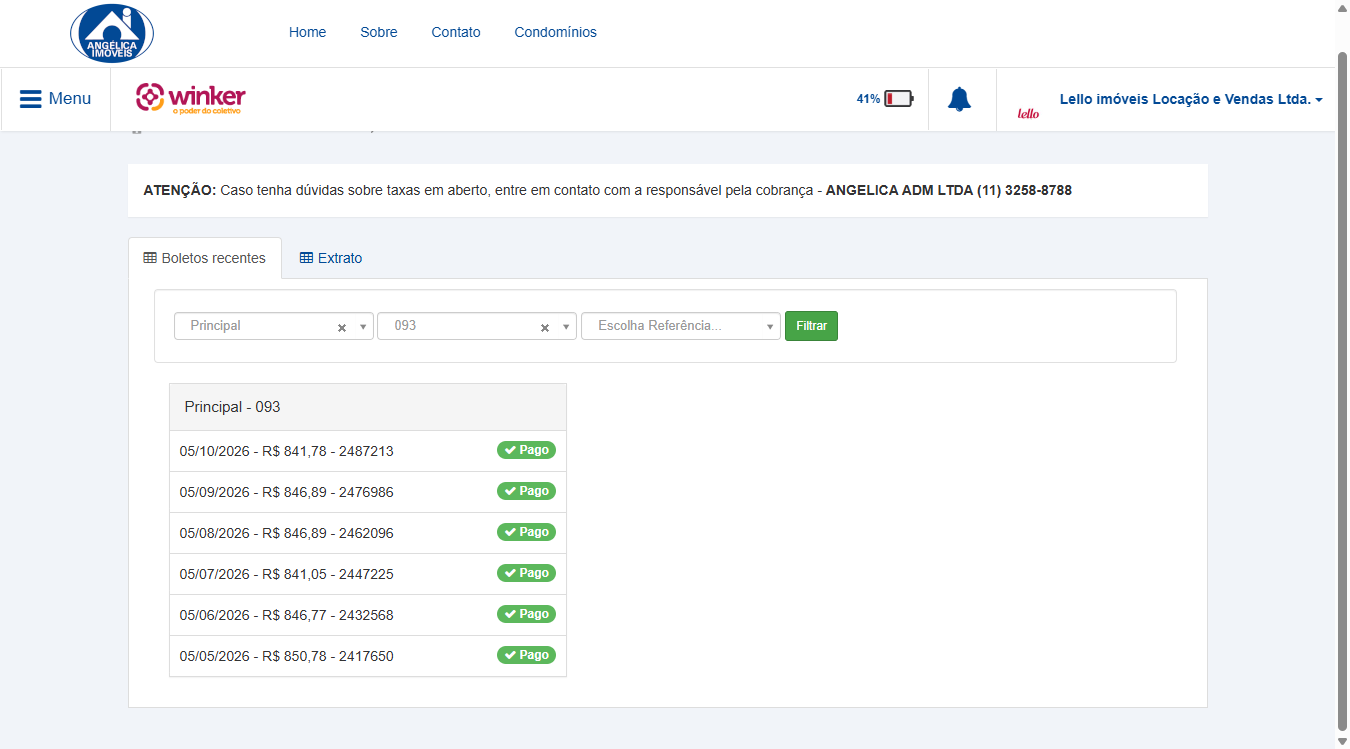 ANGÉLICA
IMÓVEIS
Home Sobre Contato Condomínios
Menu
winker
o poder do coletivo
41%
lello
Lello imóveis Locação e Vendas Ltda.
ATENÇÃO: Caso tenha dúvidas sobre taxas em aberto, entre em contato com a responsável pela cobrança - ANGELICA ADM LTDA (11) 3258-8788
Boletos recentes Extrato
Principal 093 Escolha Referência... Filtrar
Principal - 093
05/10/2026 - R$ 841,78 - 2487213 Pago
05/09/2026 - R$ 846,89 - 2476986 Pago
05/08/2026 - R$ 846,89 - 2462096 Pago
05/07/2026 - R$ 841,05 - 2447225 Pago
05/06/2026 - R$ 846,77 - 2432568 Pago
05/05/2026 - R$ 850,78 - 2417650 Pago